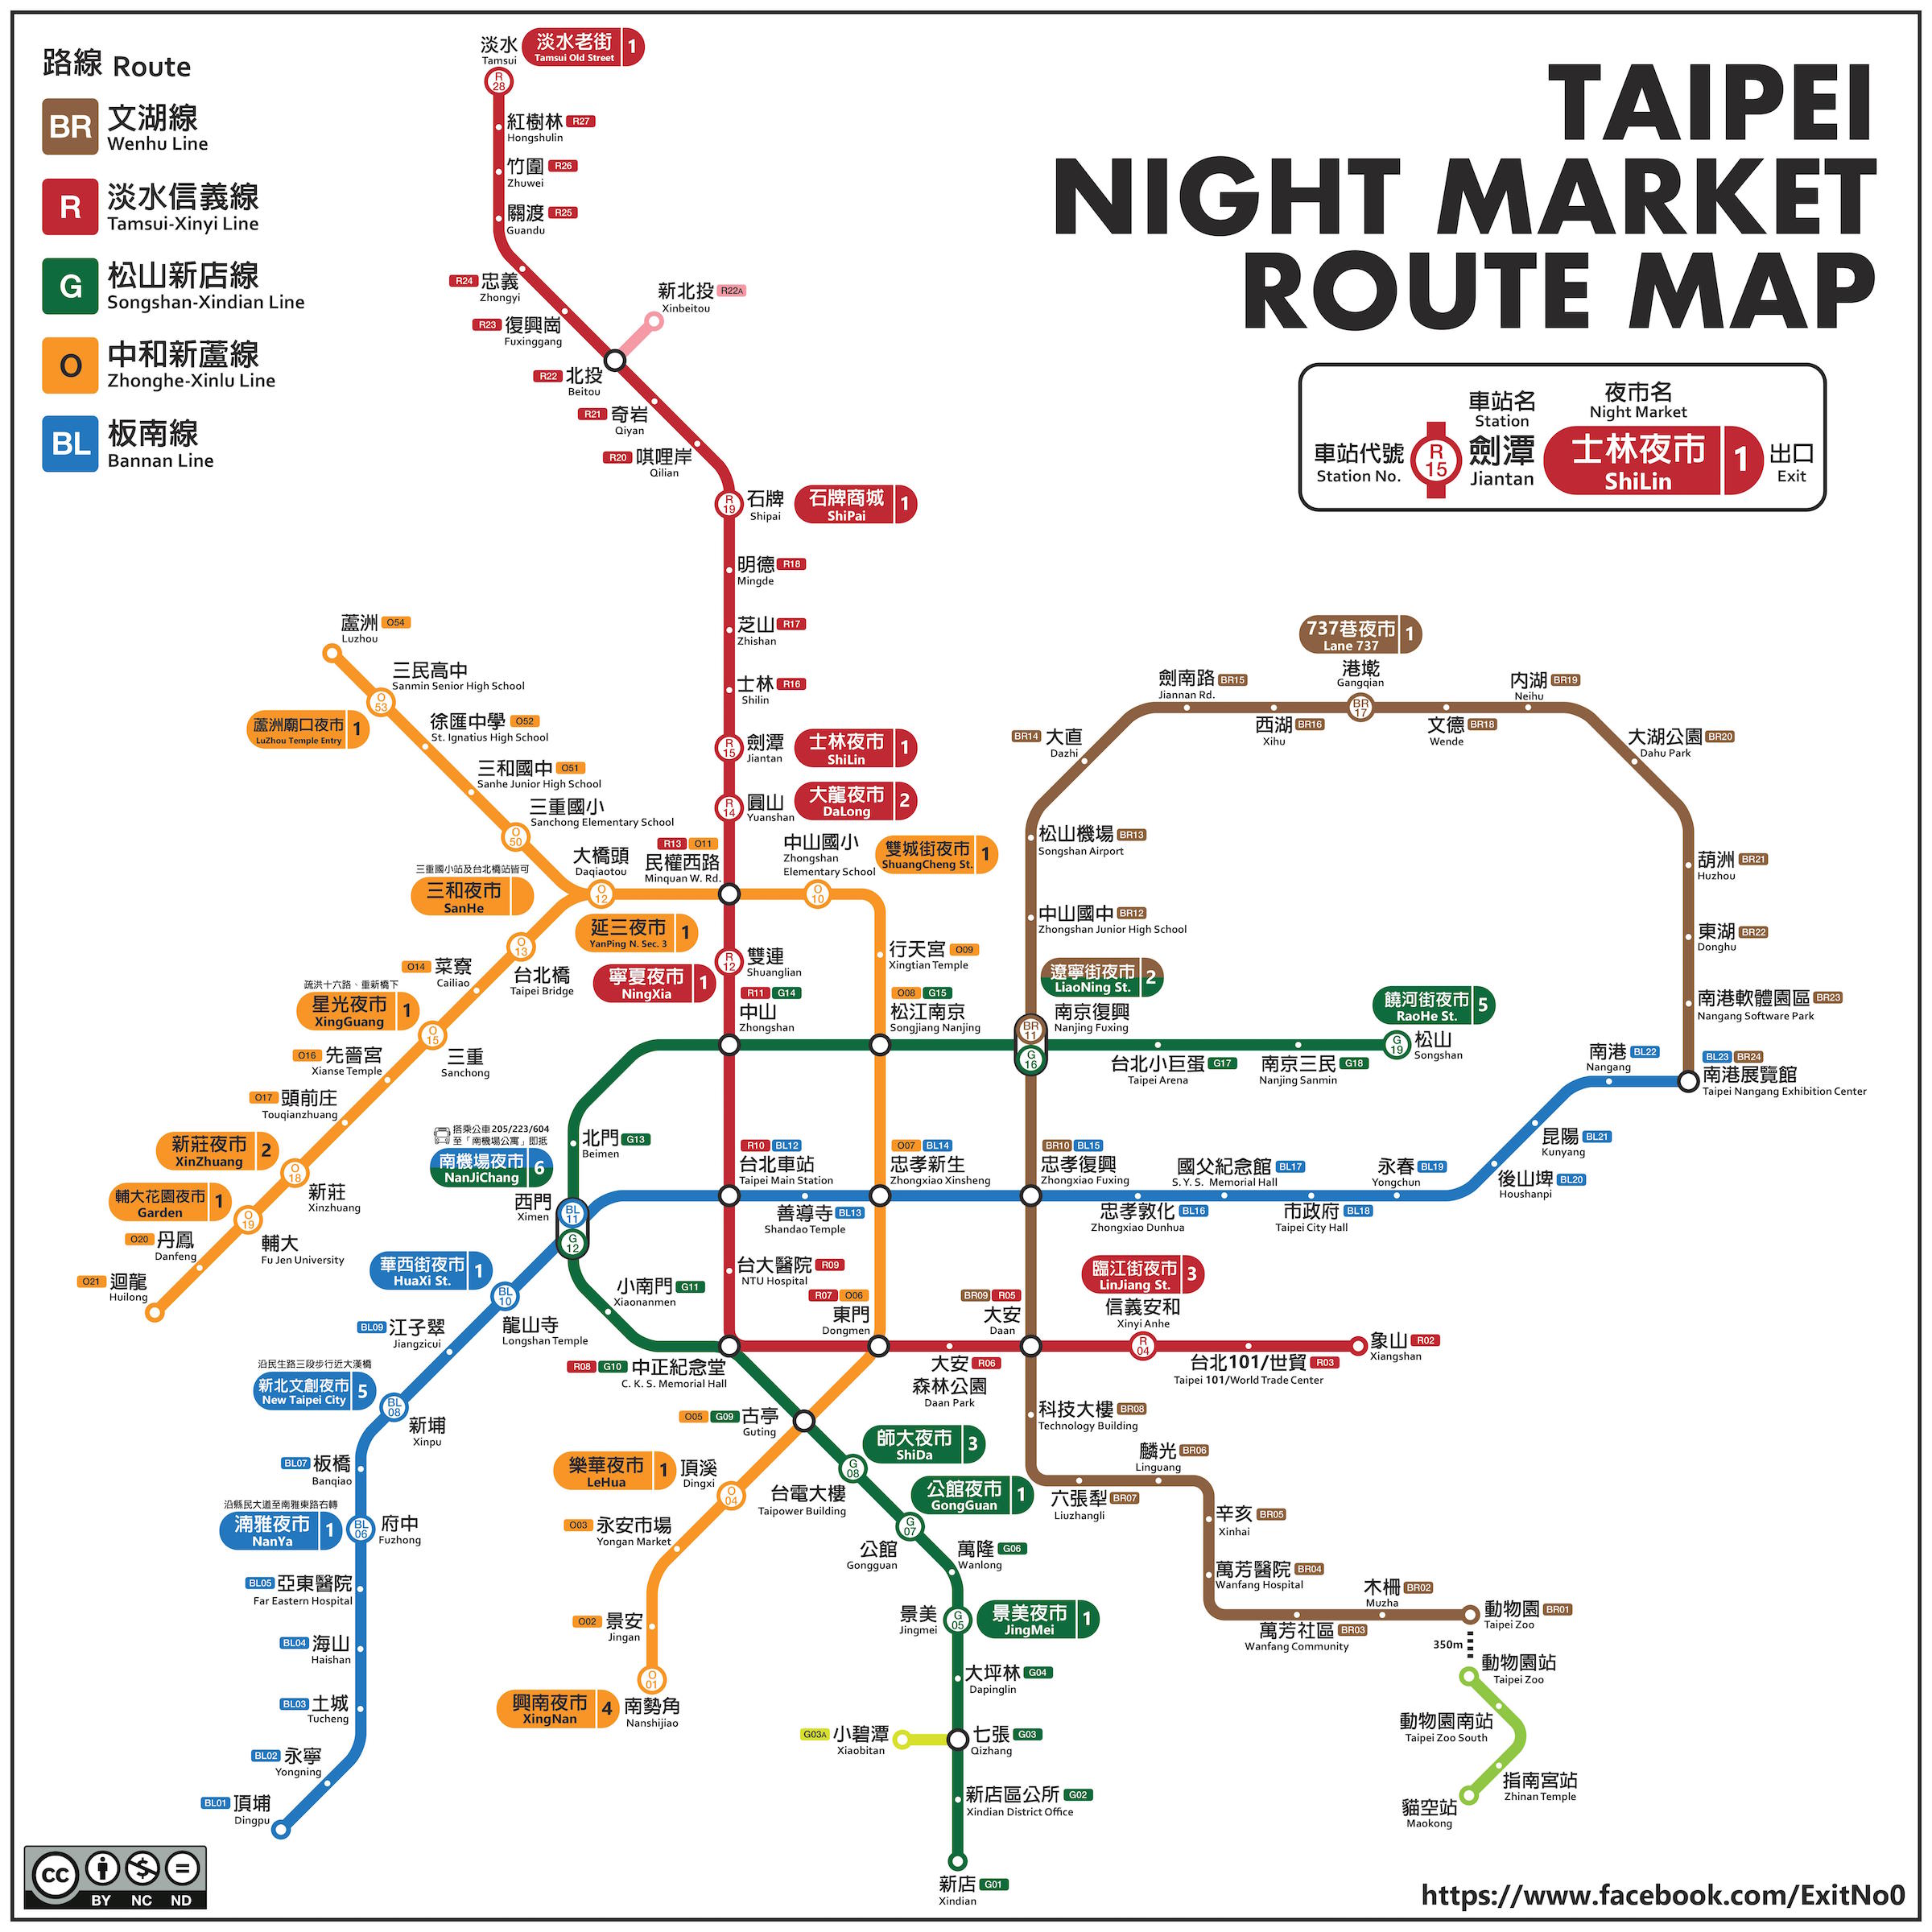 TAIPEI
NIGHT MARKET
ROUTE MAP
路線 Route
BR 文湖線
Wenhu Line
R 淡水信義線
Tamsui-Xinyi Line
G 松山新店線
Songshan-Xindian Line
O 中和新蘆線
Zhonghe-Xinlu Line
BL 板南線
Bannan Line
車站代號
Station No.
R 15
車站名
Station
劍潭
Jiantan
夜市名
Night Market
士林夜市 1
ShiLin
出口
Exit
淡水
Tamsui
淡水老街 1
Tamsui Old Street
R 28
紅樹林 R27
Hongshulin
竹圍 R26
Zhuwei
關渡 R25
Guandu
R24 忠義
Zhongyi
R23 復興崗
Fuxinggang
新北投 R22A
Xinbeitou
R22 北投
Beitou
R21 奇岩
Qiyan
R20 唭哩岸
Qilian
R 19
石牌
Shipai
石牌商城 1
ShiPai
明德 R18
Mingde
芝山 R17
Zhishan
士林 R16
Shilin
R 15
劍潭
Jiantan
士林夜市 1
ShiLin
R 14
圓山
Yuanshan
大龍夜市 2
DaLong
R13 O11
民權西路
Minquan W. Rd.
R 12
雙連
Shuanglian
寧夏夜市 1
NingXia
R11 G14
中山
Zhongshan
R10 BL12
台北車站
Taipei Main Station
台大醫院 R09
NTU Hospital
R08 G10 中正紀念堂
C. K. S. Memorial Hall
R07 O06
東門
Dongmen
大安 R06
森林公園
Daan Park
BR09 R05
大安
Daan
臨江街夜市 3
LinJiang St.
信義安和
Xinyi Anhe
R 04
台北101/世貿 R03
Taipei 101/World Trade Center
象山 R02
Xiangshan
蘆洲 O54
Luzhou
三民高中
Sanmin Senior High School
O 53
蘆洲廟口夜市 1
LuZhou Temple Entry
徐匯中學 O52
St. Ignatius High School
三和國中 O51
Sanhe Junior High School
三重國小
Sanchong Elementary School
O 50
三重國小站及台北橋站皆可
三和夜市
SanHe
大橋頭
Daqiaotou
O 12
延三夜市 1
YanPing N. Sec. 3
O 13
台北橋
Taipei Bridge
O14 菜寮
Cailiao
疏洪十六路、重新橋下
星光夜市 1
XingGuang
O 15
三重
Sanchong
O16 先嗇宮
Xianse Temple
O17 頭前庄
Touqianzhuang
新莊夜市 2
XinZhuang
O 18
新莊
Xinzhuang
輔大花園夜市 1
Garden
O 19
輔大
Fu Jen University
O20 丹鳳
Danfeng
O21 迴龍
Huilong
中山國小
Zhongshan
Elementary School
O 10
雙城街夜市 1
ShuangCheng St.
行天宮 O09
Xingtian Temple
O08 G15
松江南京
Songjiang Nanjing
O07 BL14
忠孝新生
Zhongxiao Xinsheng
O05 G09 古亭
Guting
樂華夜市 1
LeHua
頂溪
Dingxi
O 04
O03 永安市場
Yongan Market
O02 景安
Jingan
O 01
興南夜市 4
XingNan
南勢角
Nanshijiao
737巷夜市 1
Lane 737
港墘
Gangqian
BR 17
劍南路 BR15
Jiannan Rd.
西湖 BR16
Xihu
文德 BR18
Wende
內湖 BR19
Neihu
BR14 大直
Dazhi
大湖公園 BR20
Dahu Park
松山機場 BR13
Songshan Airport
葫洲 BR21
Huzhou
中山國中 BR12
Zhongshan Junior High School
東湖 BR22
Donghu
遼寧街夜市 2
LiaoNing St.
南港軟體園區 BR23
Nangang Software Park
BR 11
G 16
南京復興
Nanjing Fuxing
台北小巨蛋 G17
Taipei Arena
南京三民 G18
Nanjing Sanmin
饒河街夜市 5
RaoHe St.
G 19
松山
Songshan
南港 BL22
Nangang
BL23 BR24
南港展覽館
Taipei Nangang Exhibition Center
昆陽 BL21
Kunyang
後山埤 BL20
Houshanpi
永春 BL19
Yongchun
市政府 BL18
Taipei City Hall
國父紀念館 BL17
S. Y. S. Memorial Hall
忠孝敦化 BL16
Zhongxiao Dunhua
BR10 BL15
忠孝復興
Zhongxiao Fuxing
善導寺 BL13
Shandao Temple
北門 G13
Beimen
搭乘公車205/223/604
至「南機場公寓」即抵
南機場夜市 6
NanJiChang
西門
Ximen
BL 11
G 12
小南門 G11
Xiaonanmen
華西街夜市 1
HuaXi St.
BL 10
龍山寺
Longshan Temple
BL09 江子翠
Jiangzicui
沿民生路三段步行近大漢橋
新北文創夜市 5
New Taipei City
BL 08
新埔
Xinpu
BL07 板橋
Banqiao
沿縣民大道至南雅東路右轉
湳雅夜市 1
NanYa
BL 06
府中
Fuzhong
BL05 亞東醫院
Far Eastern Hospital
BL04 海山
Haishan
BL03 土城
Tucheng
BL02 永寧
Yongning
BL01 頂埔
Dingpu
師大夜市 3
ShiDa
G 08
台電大樓
Taipower Building
公館夜市 1
GongGuan
G 07
公館
Gongguan
萬隆 G06
Wanlong
景美
Jingmei
G 05
景美夜市 1
JingMei
大坪林 G04
Dapinglin
G03A 小碧潭
Xiaobitan
七張 G03
Qizhang
新店區公所 G02
Xindian District Office
新店 G01
Xindian
科技大樓 BR08
Technology Building
六張犁 BR07
Liuzhangli
麟光 BR06
Linguang
辛亥 BR05
Xinhai
萬芳醫院 BR04
Wanfang Hospital
萬芳社區 BR03
Wanfang Community
木柵 BR02
Muzha
動物園 BR01
Taipei Zoo
350m
動物園站
Taipei Zoo
動物園南站
Taipei Zoo South
指南宮站
Zhinan Temple
貓空站
Maokong
cc BY NC ND
https://www.facebook.com/ExitNo0